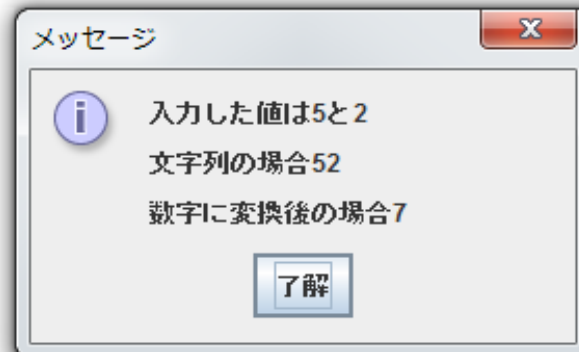 メッセージ
入力した値は5と2
文字列の場合52
数字に変換後の場合7
了解